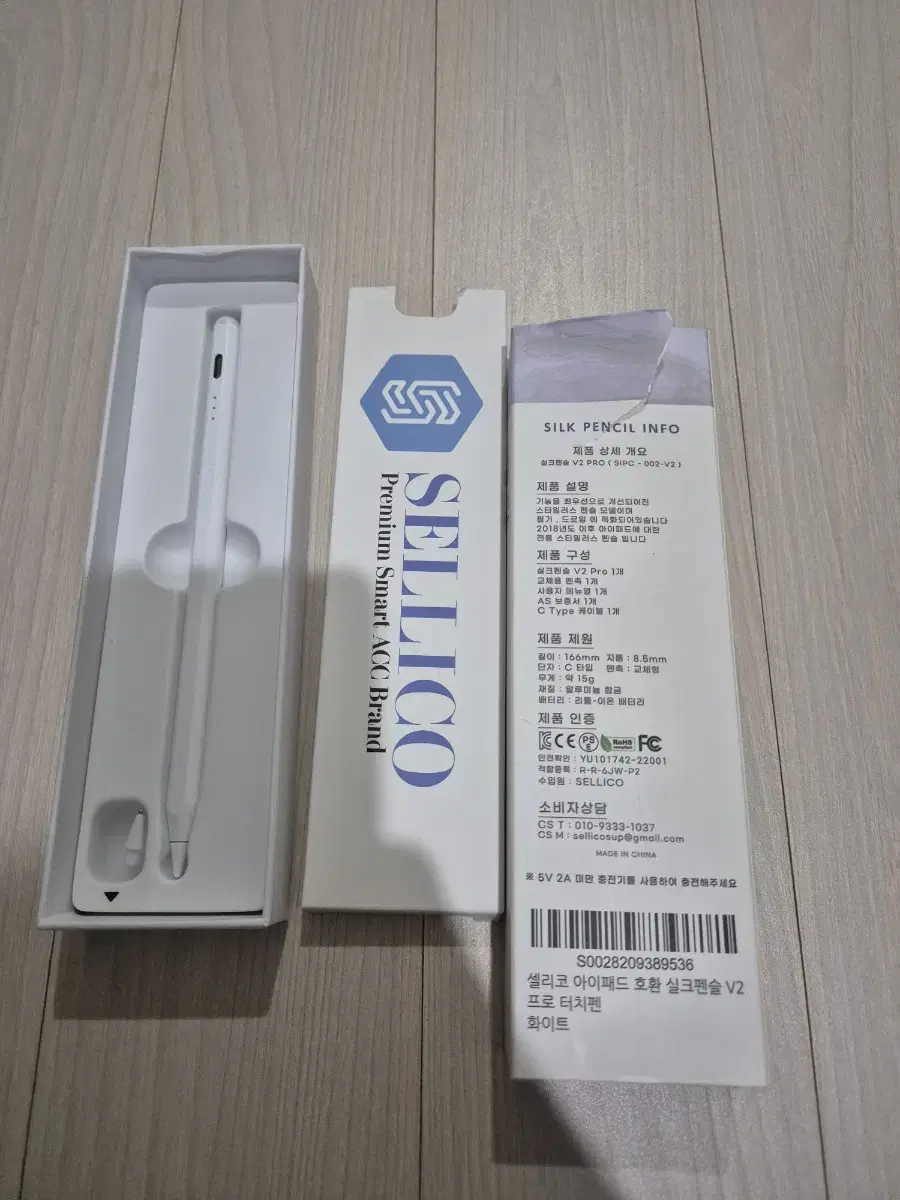 SELLICO
Premium Smart ACC Brand
SILK PENCIL INFO
제품 상세 개요
실크펜슬 V2 PRO ( SIPC - 002-V2 )
제품 설명
기능을 최우선으로 개선되어진
스타일러스 펜슬 모델이며
필기 , 드로잉 에 특화되어있습니다
2018년도 이후 아이패드에 대한
전용 스타일러스 펜슬 입니다
제품 구성
실크펜슬 V2 Pro 1개
교체용 펜촉 1개
사용자 메뉴얼 1개
AS 보증서 1개
C Type 케이블 1개
제품 제원
길이 : 166mm 지름 : 8.5mm
단자 : C 타입 펜촉 : 교체형
무게 : 약 15g
재질 : 알루미늄 합금
배터리 : 리튬-이온 배터리
제품 인증
CE PSE RoHS FC
안전확인 : YU101742-22001
적합등록 : R-R-6JW-P2
수입원 : SELLICO
소비자상담
CS T : 010-9333-1037
CS M : sellicosup@gmail.com
MADE IN CHINA
※ 5V 2A 미만 충전기를 사용하여 충전해주세요
S0028209389536
셀리코 아이패드 호환 실크펜슬 V2
프로 터치펜
화이트